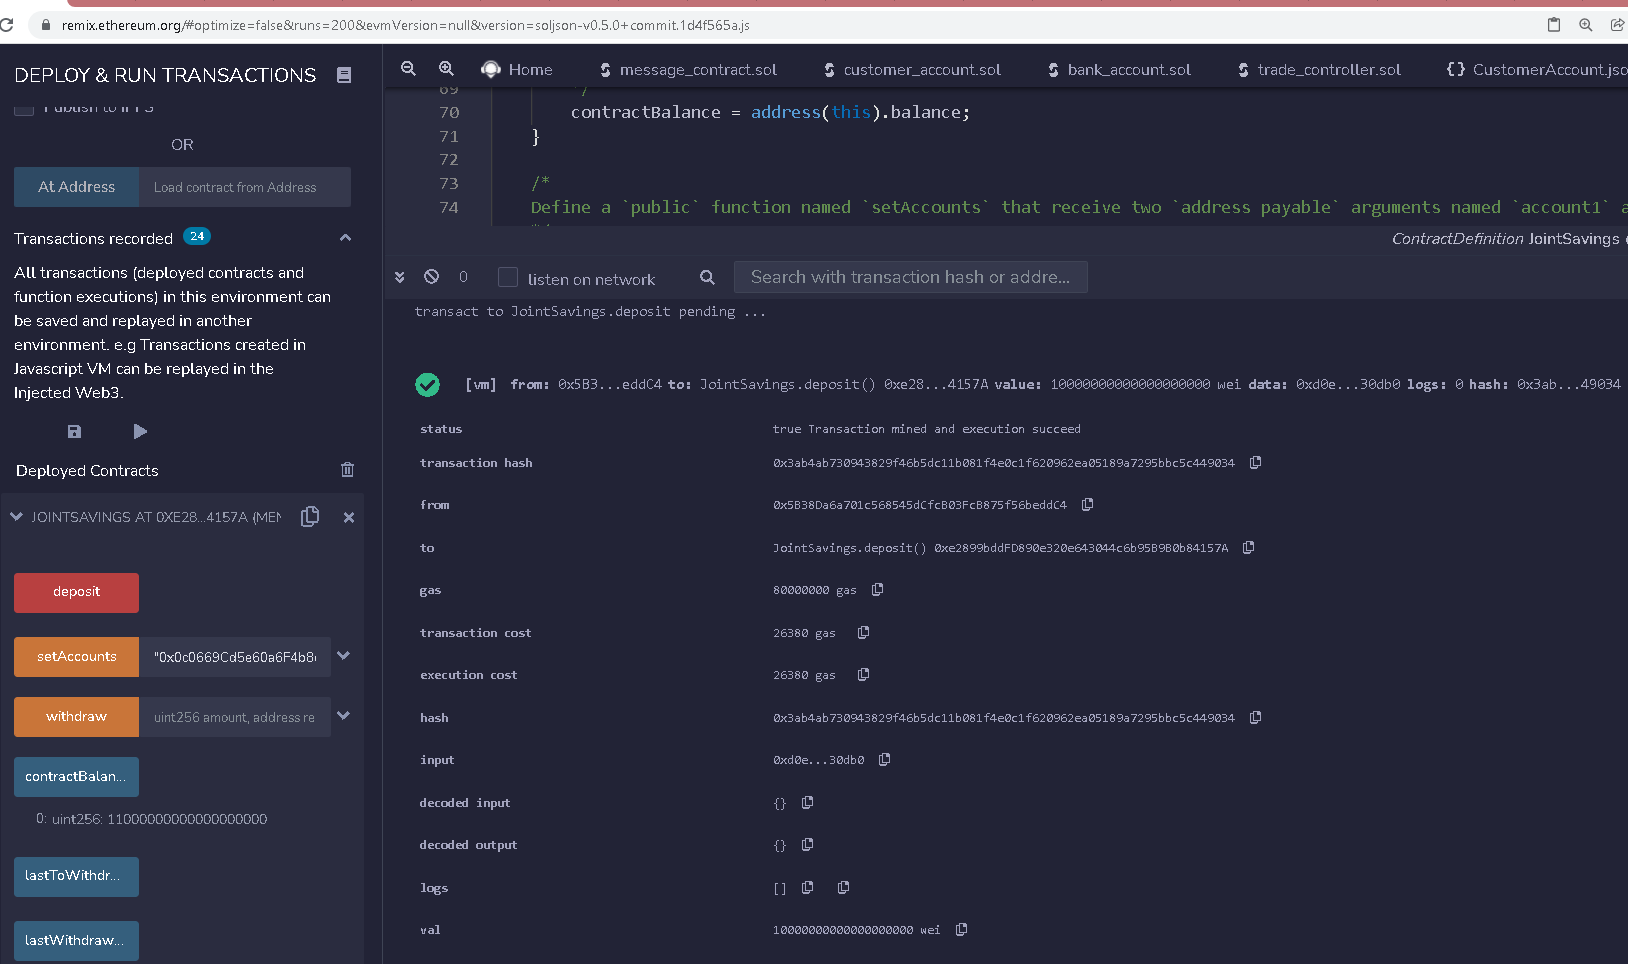 remix.ethereum.org/#optimize=false&runs=200&evmVersion=null&version=soljson-v0.5.0+commit.1d4f565a.js
DEPLOY & RUN TRANSACTIONS
Publish to IPFS
OR
At Address
Load contract from Address
Transactions recorded 24
All transactions (deployed contracts and
function executions) in this environment can
be saved and replayed in another
environment. e.g Transactions created in
Javascript VM can be replayed in the
Injected Web3.
Deployed Contracts
JOINTSAVINGS AT 0XE28...4157A (MEM
deposit
setAccounts
"0x0c0669Cd5e60a6F4b8
withdraw
uint256 amount, address re
contractBalan...
0: uint256: 11000000000000000000
lastToWithdr...
lastWithdraw...
Home
message_contract.sol
customer_account.sol
bank_account.sol
trade_controller.sol
{} CustomerAccount.jso
69 */
70 contractBalance = address(this).balance;
71 }
72
73 /*
74 Define a `public` function named `setAccounts` that receive two `address payable` arguments named `account1` a
ContractDefinition JointSavings
0
listen on network
Search with transaction hash or addre...
transact to JointSavings.deposit pending ...
[vm] from: 0x5B3...eddC4 to: JointSavings.deposit() 0xe28...4157A value: 10000000000000000000 wei data: 0xd0e...30db0 logs: 0 hash: 0x3ab...49034
status true Transaction mined and execution succeed
transaction hash 0x3ab4ab730943829f46b5dc11b081f4e0c1f620962ea05189a7295bbc5c449034
from 0x5B38Da6a701c568545dCfcB03FcB875f56beddC4
to JointSavings.deposit() 0xe2899bddFD890e320e643044c6b95B9B0b84157A
gas 80000000 gas
transaction cost 26380 gas
execution cost 26380 gas
hash 0x3ab4ab730943829f46b5dc11b081f4e0c1f620962ea05189a7295bbc5c449034
input 0xd0e...30db0
decoded input {}
decoded output {}
logs []
val 10000000000000000000 wei